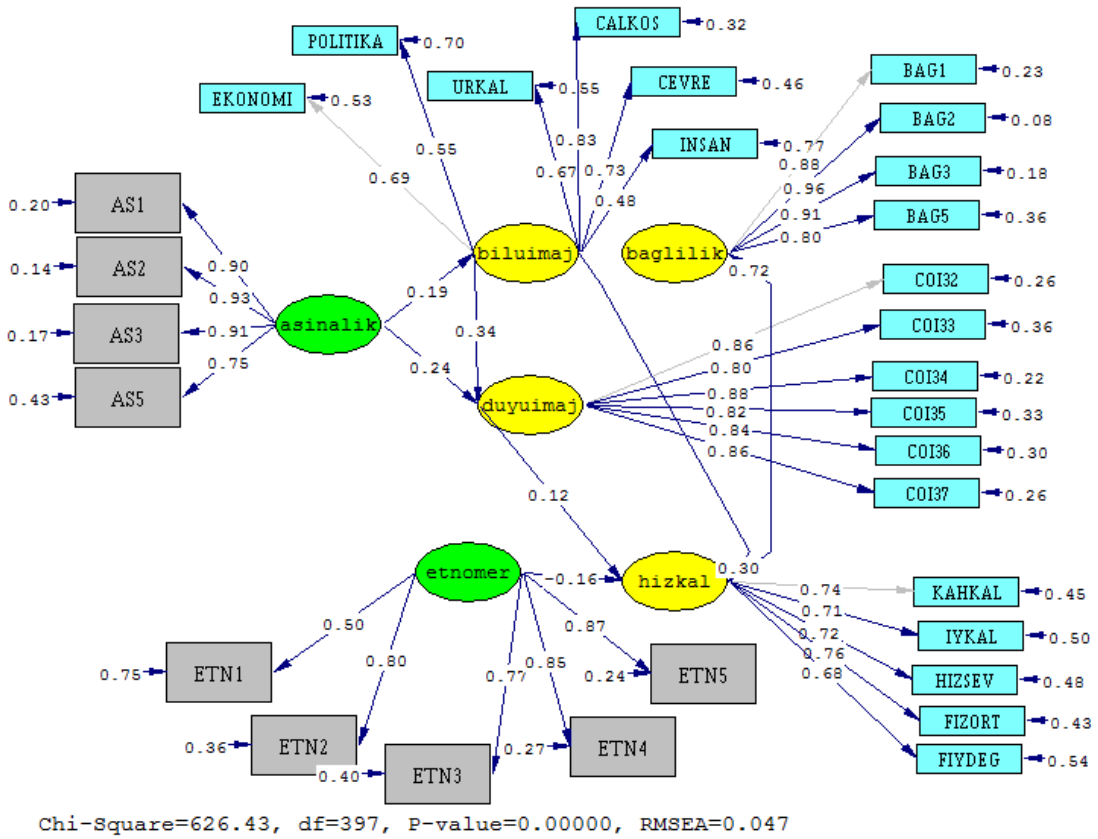 CALKOS 0.32
POLITIKA 0.70
BAG1 0.23
URKAL 0.55
CEVRE 0.46
EKONOMI 0.53
BAG2 0.08
INSAN 0.77
0.83
0.55
0.67
0.73
0.88
0.69
0.48
0.96
BAG3 0.18
0.91
BAG5 0.36
0.80
0.20 AS1
0.14 AS2
0.17 AS3
0.43 AS5
0.90
0.93
0.91
0.75
asinalik
biluimaj
baglilik
0.72
0.19
0.34
0.24
duyuimaj
COI32 0.26
COI33 0.36
COI34 0.22
COI35 0.33
COI36 0.30
COI37 0.26
0.86
0.80
0.88
0.82
0.84
0.86
0.12
etnomer
-0.16
hizkal
0.30
0.74
0.71
0.72
0.76
0.68
KAHKAL 0.45
IYKAL 0.50
HIZSEV 0.48
FIZORT 0.43
FIYDEG 0.54
0.50
0.80
0.77
0.85
0.87
0.75 ETN1
0.36 ETN2
0.40 ETN3
0.27 ETN4
0.24 ETN5
Chi-Square=626.43, df=397, P-value=0.00000, RMSEA=0.047